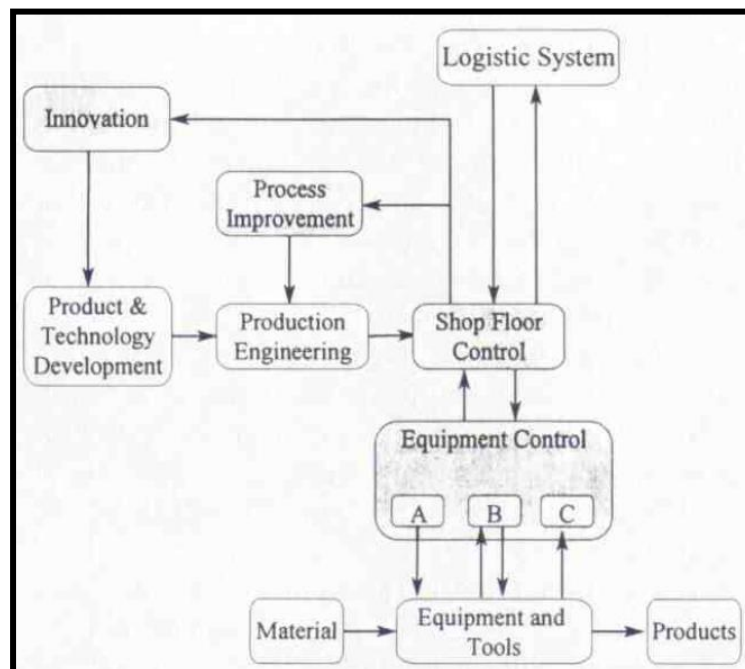 Logistic System
Innovation
Process
Improvement
Product &
Technology
Development
Production
Engineering
Shop Floor
Control
Equipment Control
A
B
C
Material
Equipment and
Tools
Products